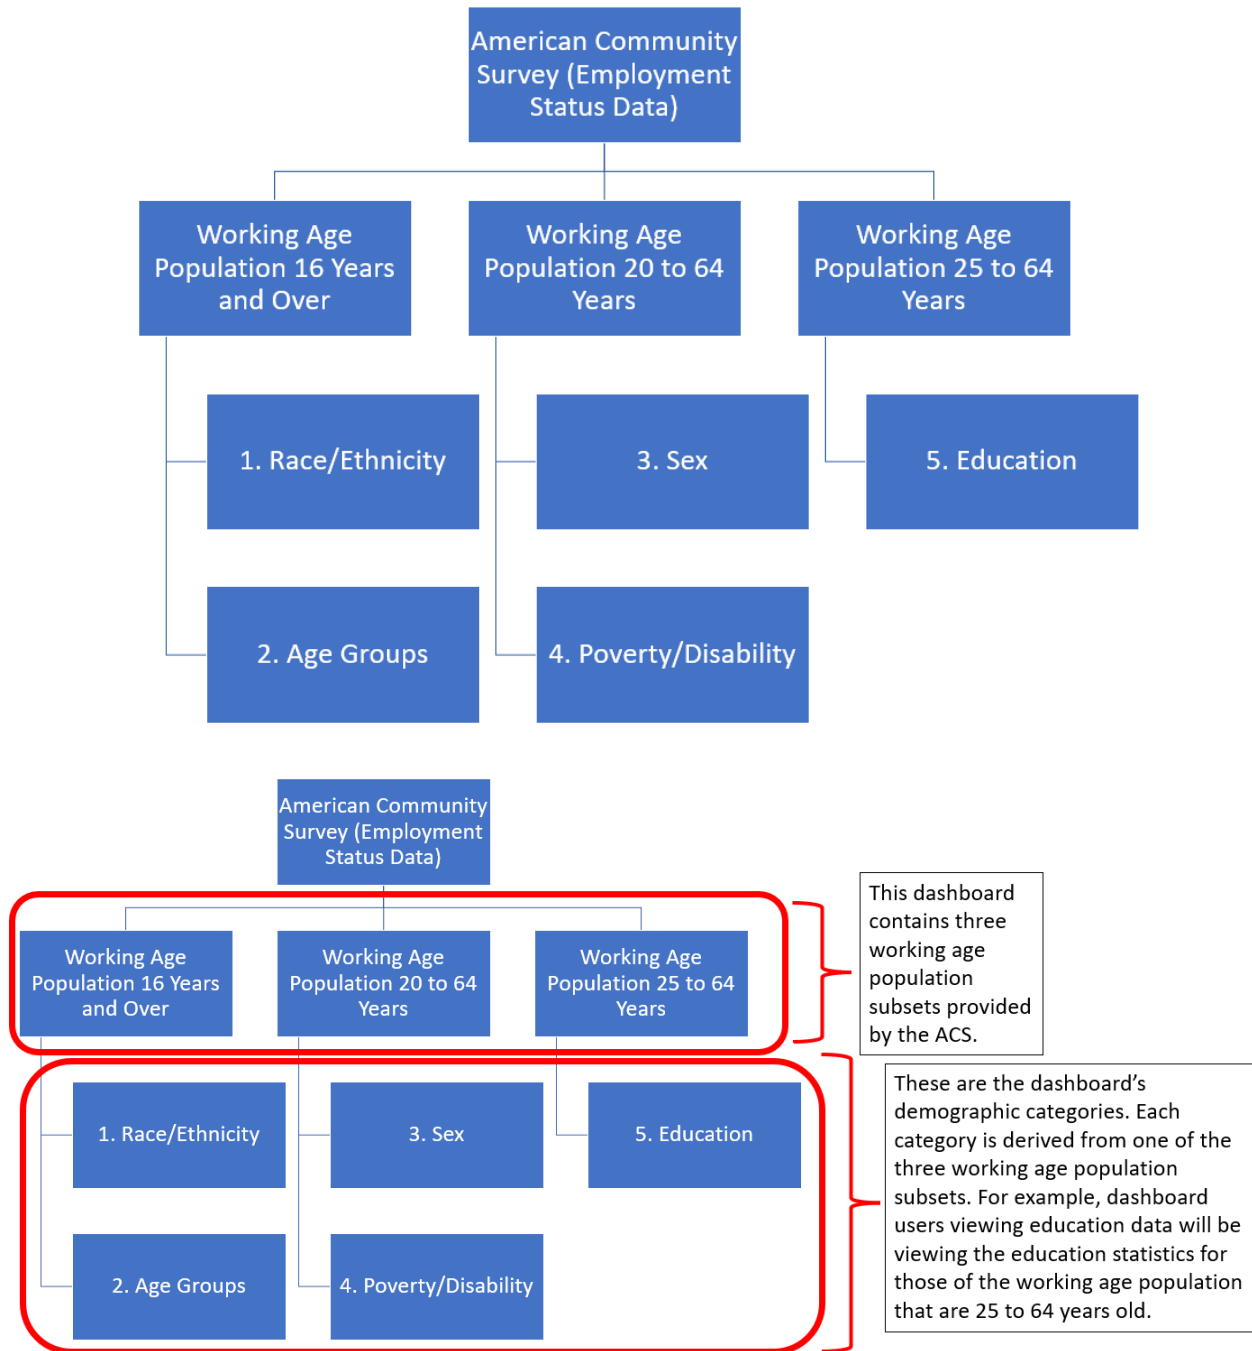 American Community
Survey (Employment
Status Data)
Working Age
Population 16 Years
and Over
Working Age
Population 20 to 64
Years
Working Age
Population 25 to 64
Years
1. Race/Ethnicity
3. Sex
5. Education
2. Age Groups
4. Poverty/Disability
American Community
Survey (Employment
Status Data)
Working Age
Population 16 Years
and Over
Working Age
Population 20 to 64
Years
Working Age
Population 25 to 64
Years
This dashboard
contains three
working age
population
subsets provided
by the ACS.
1. Race/Ethnicity
3. Sex
5. Education
2. Age Groups
4. Poverty/Disability
These are the dashboard’s
demographic categories. Each
category is derived from one of the
three working age population
subsets. For example, dashboard
users viewing education data will be
viewing the education statistics for
those of the working age population
that are 25 to 64 years old.